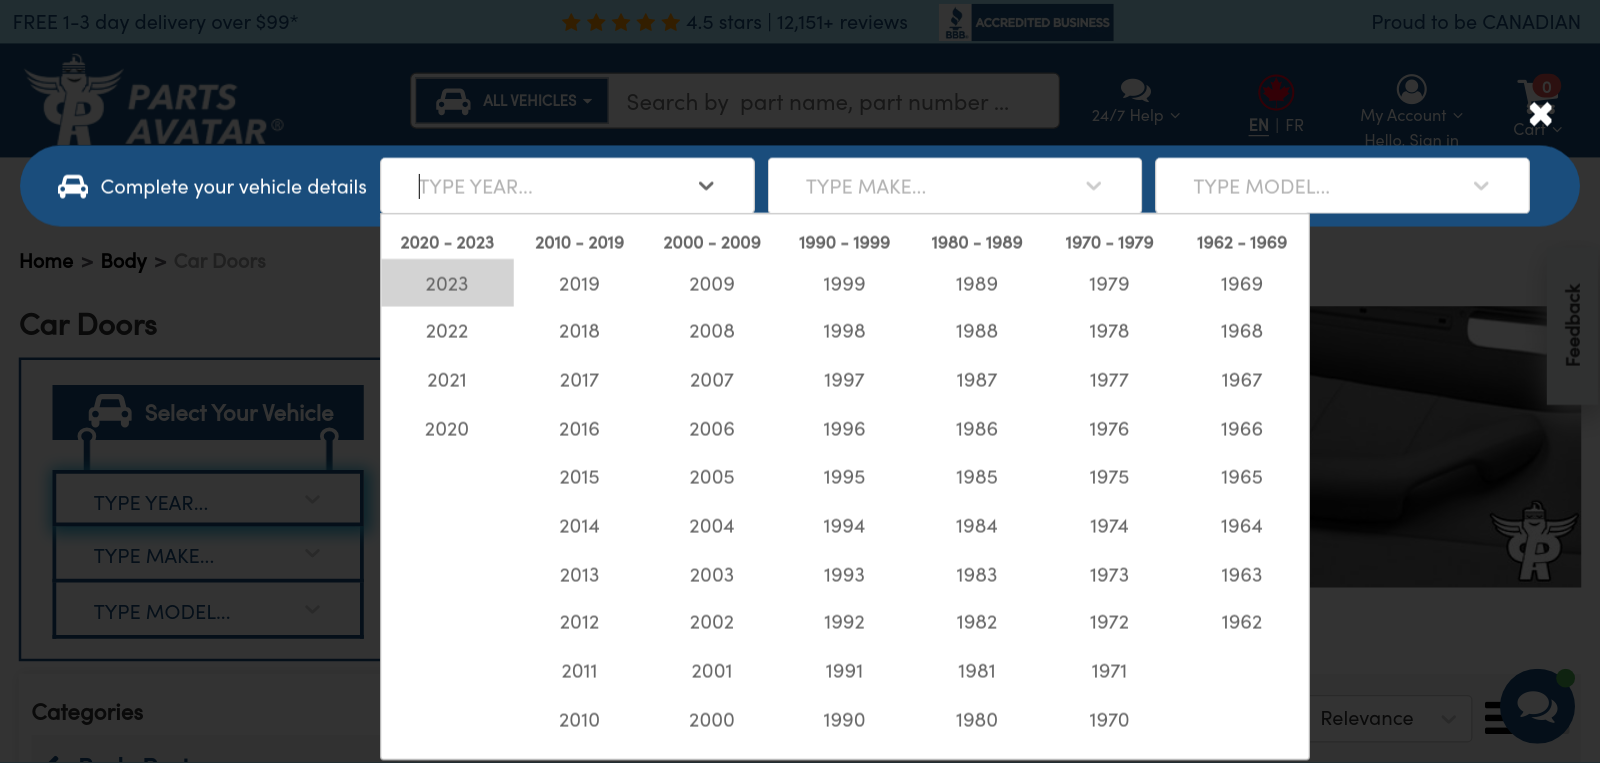 FREE 1-3 day delivery over $99*
4.5 stars | 12,151+ reviews
BBB.
ACCREDITED BUSINESS
Proud to be CANADIAN
PARTS
AVATAR®
ALL VEHICLES
Search by part name, part number ...
24/7 Help
EN | FR
My Account
Hello, Sign in
0
Cart
Complete your vehicle details
TYPE YEAR...
TYPE MAKE...
TYPE MODEL...
2020 - 2023 2010 - 2019 2000 - 2009 1990 - 1999 1980 - 1989 1970 - 1979 1962 - 1969
2023 2019 2009 1999 1989 1979 1969
2022 2018 2008 1998 1988 1978 1968
2021 2017 2007 1997 1987 1977 1967
2020 2016 2006 1996 1986 1976 1966
2015 2005 1995 1985 1975 1965
2014 2004 1994 1984 1974 1964
2013 2003 1993 1983 1973 1963
2012 2002 1992 1982 1972 1962
2011 2001 1991 1981 1971
2010 2000 1990 1980 1970
Home > Body > Car Doors
Car Doors
Select Your Vehicle
TYPE YEAR...
TYPE MAKE...
TYPE MODEL...
Categories
Feedback
Relevance